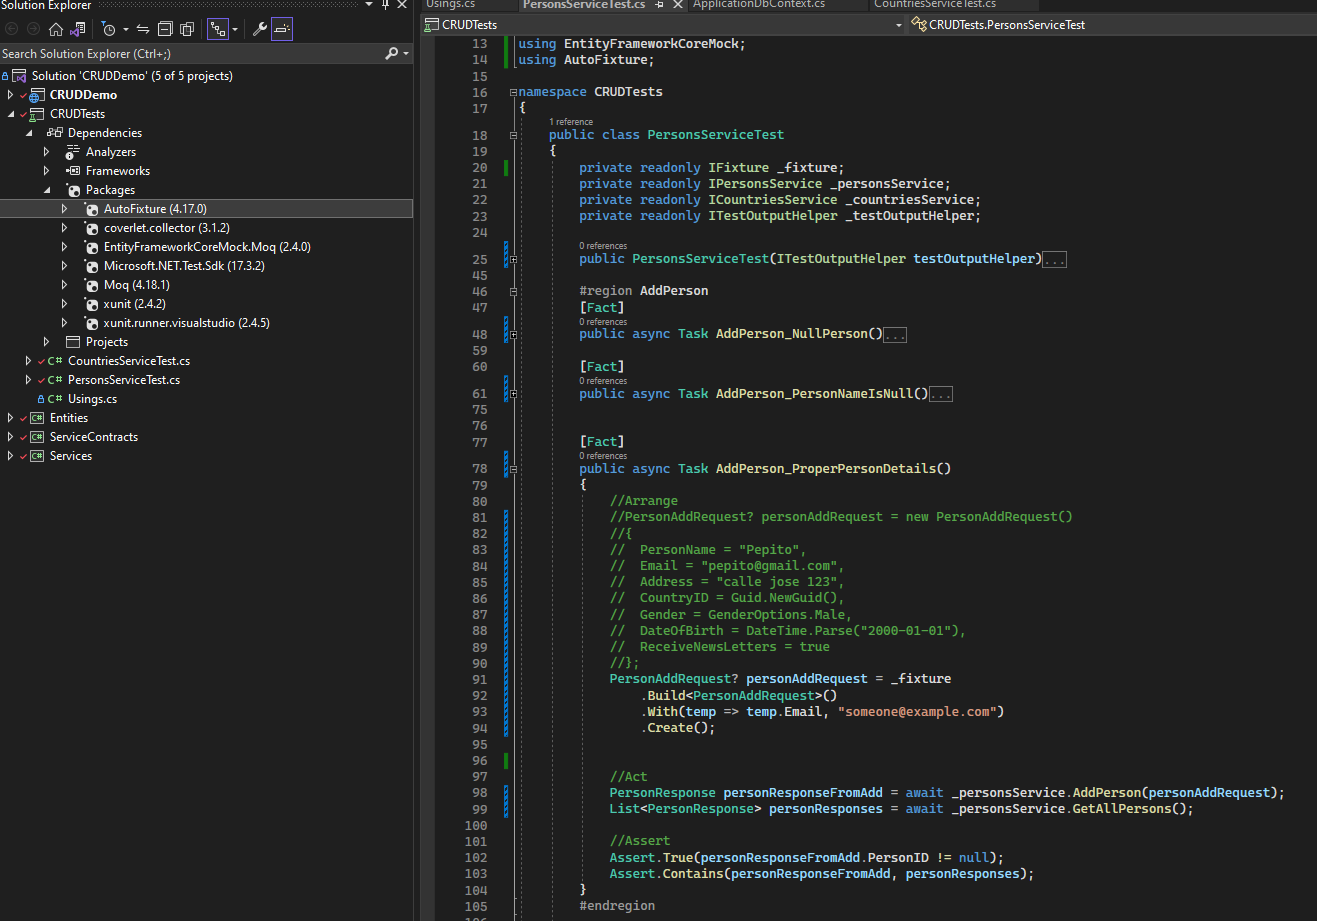 Solution Explorer
Search Solution Explorer (Ctrl+;)
Solution 'CRUDDemo' (5 of 5 projects)
CRUDDemo
CRUDTests
Dependencies
Analyzers
Frameworks
Packages
AutoFixture (4.17.0)
coverlet.collector (3.1.2)
EntityFrameworkCoreMock.Moq (2.4.0)
Microsoft.NET.Test.Sdk (17.3.2)
Moq (4.18.1)
xunit (2.4.2)
xunit.runner.visualstudio (2.4.5)
Projects
C# CountriesServiceTest.cs
C# PersonsServiceTest.cs
C# Usings.cs
C# Entities
C# ServiceContracts
C# Services
Usings.cs PersonsServiceTest.cs ApplicationDbContext.cs CountriesServiceTest.cs
CRUDTests CRUDTests.PersonsServiceTest
13 using EntityFrameworkCoreMock;
14 using AutoFixture;
15
16 namespace CRUDTests
17 {
1 reference
18 public class PersonsServiceTest
19 {
20 private readonly IFixture _fixture;
21 private readonly IPersonsService _personsService;
22 private readonly ICountriesService _countriesService;
23 private readonly ITestOutputHelper _testOutputHelper;
24
0 references
25 public PersonsServiceTest(ITestOutputHelper testOutputHelper)...
45
46 #region AddPerson
47 [Fact]
0 references
48 public async Task AddPerson_NullPerson()...
59
60 [Fact]
0 references
61 public async Task AddPerson_PersonNameIsNull()...
75
76
77 [Fact]
0 references
78 public async Task AddPerson_ProperPersonDetails()
79 {
80 //Arrange
81 //PersonAddRequest? personAddRequest = new PersonAddRequest()
82 //{
83 //  PersonName = "Pepito",
84 //  Email = "pepito@gmail.com",
85 //  Address = "calle jose 123",
86 //  CountryID = Guid.NewGuid(),
87 //  Gender = GenderOptions.Male,
88 //  DateOfBirth = DateTime.Parse("2000-01-01"),
89 //  ReceiveNewsLetters = true
90 //};
91 PersonAddRequest? personAddRequest = _fixture
92 .Build<PersonAddRequest>()
93 .With(temp => temp.Email, "someone@example.com")
94 .Create();
95
96
97 //Act
98 PersonResponse personResponseFromAdd = await _personsService.AddPerson(personAddRequest);
99 List<PersonResponse> personResponses = await _personsService.GetAllPersons();
100
101 //Assert
102 Assert.True(personResponseFromAdd.PersonID != null);
103 Assert.Contains(personResponseFromAdd, personResponses);
104 }
105 #endregion